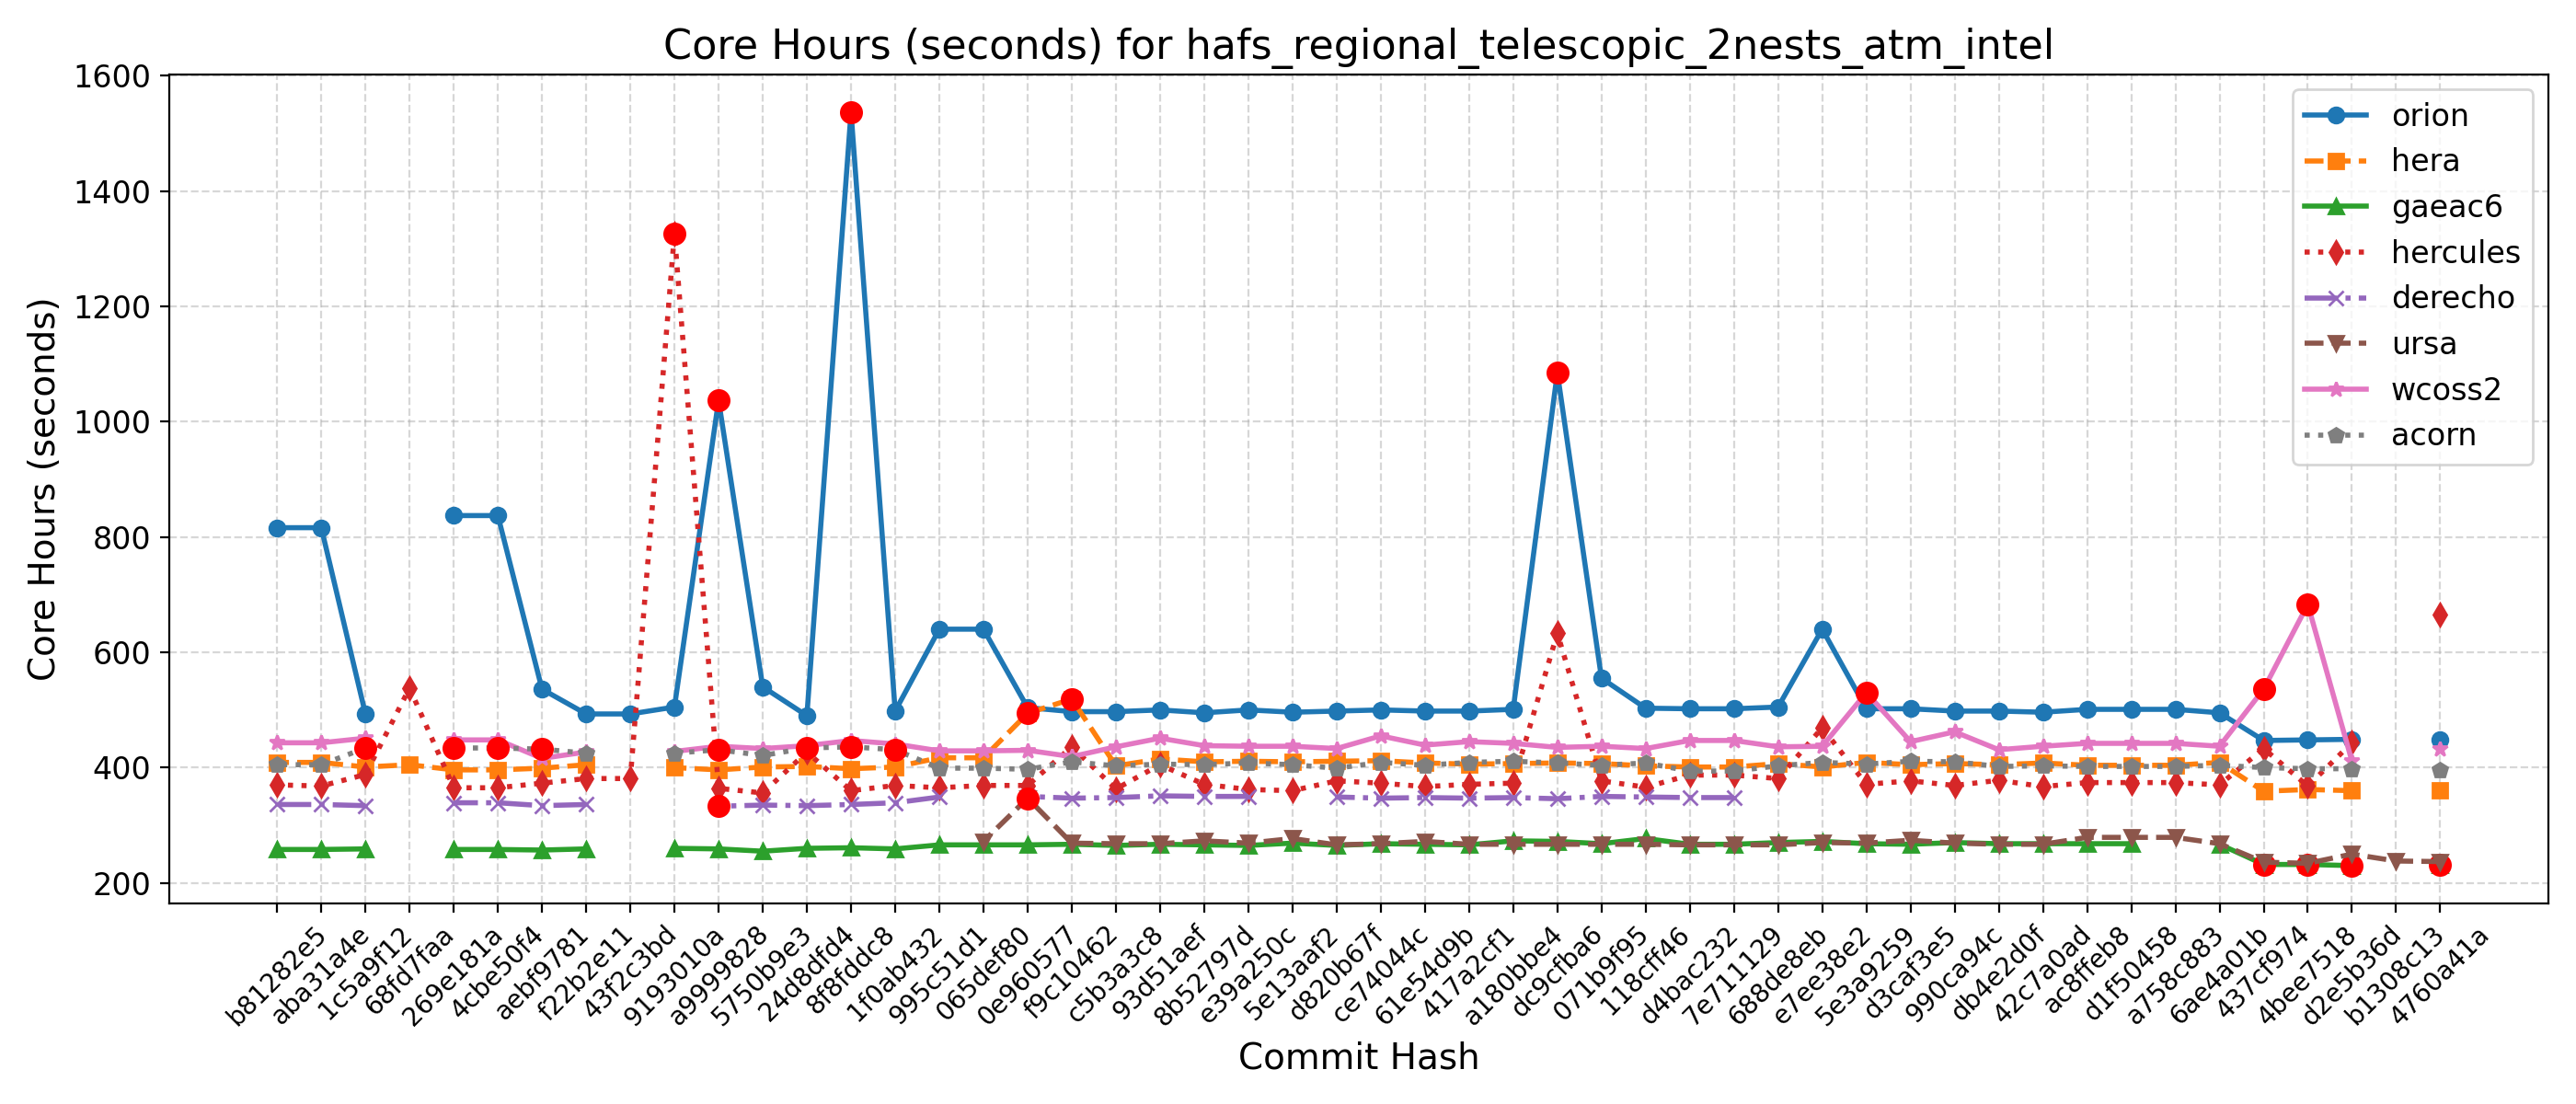 Core Hours (seconds) for hafs_regional_telescopic_2nests_atm_intel
Core Hours (seconds)
1600
1400
1200
1000
800
600
400
200
orion
hera
gaeac6
hercules
derecho
ursa
wcoss2
acorn
b81282e5
aba31a4e
1c5a9f12
68fd7faa
269e181a
4cbe50f4
aebf9781
f22b2e11
43f2c3bd
9193010a
a9999828
5750b9e3
24d8dfd4
8f8fddc8
1f0ab432
995c51d1
065def80
0e960577
f9c10462
c5b3a3c8
93d51aef
8b52797d
e39a250c
5e13aaf2
d820b67f
ce74044c
61e54d9b
417a2cf1
a180bbe4
dc9cfba6
071b9f95
118cff46
d4bac232
7e711129
688de8eb
e7ee38e2
5e3a9259
d3caf3e5
990ca94c
db4e2d0f
42c7a0ad
ac8ffeb8
d1f50458
a758c883
6ae4a01b
437cf974
4bee7518
d2e5b36d
b1308c13
4760a41a
Commit Hash